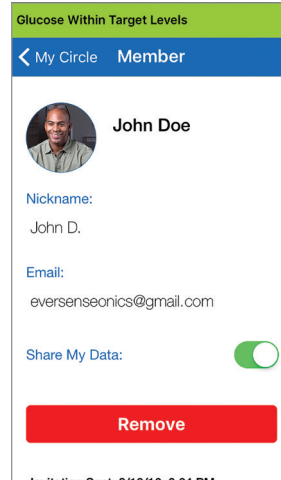 Glucose Within Target Levels
My Circle Member
John Doe
Nickname:
John D.
Email:
eversenseonics@gmail.com
Share My Data:
Remove